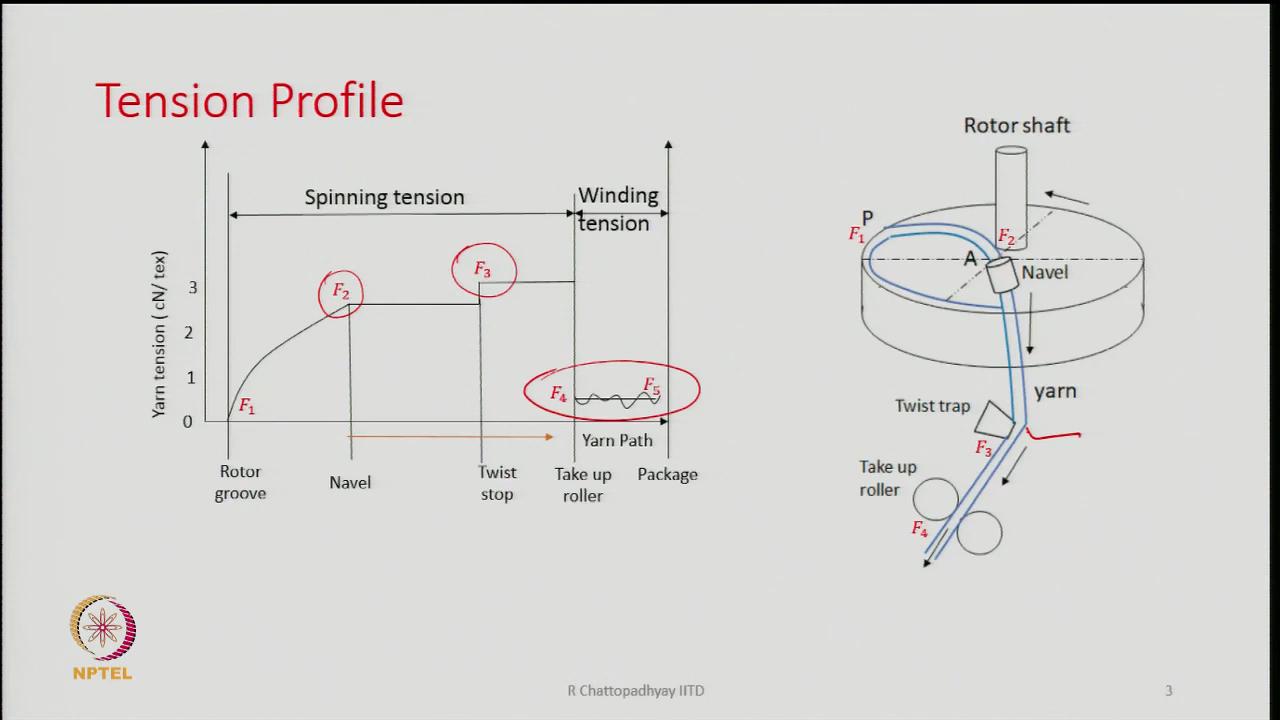 Tension Profile
Spinning tension
Winding
tension
Yarn tension ( cN/ tex)
3
2
1
0
F1
F2
F3
F4
F5
Yarn Path
Rotor
groove
Navel
Twist
stop
Take up
roller
Package
Rotor shaft
P
F1
F2
A
Navel
yarn
Twist trap
F3
Take up
roller
F4
NPTEL
R Chattopadhyay IITD
3